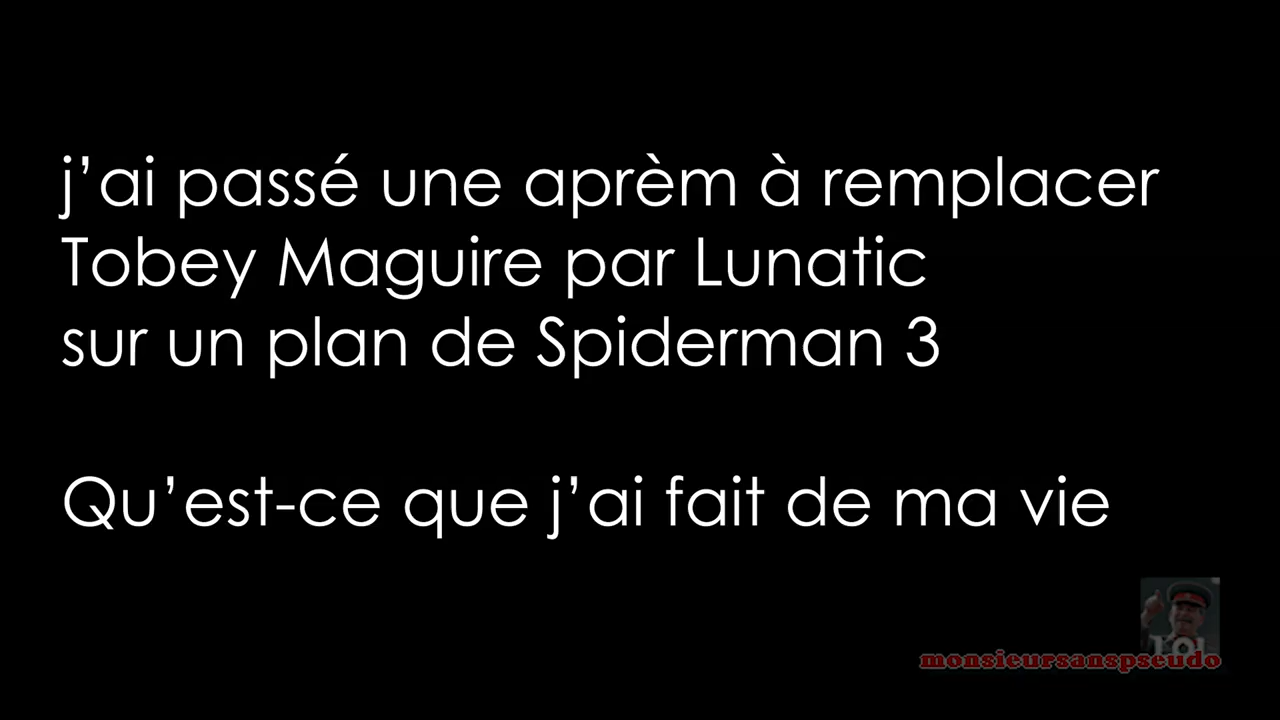 j’ai passé une aprèm à remplacer
Tobey Maguire par Lunatic
sur un plan de Spiderman 3
Qu’est-ce que j’ai fait de ma vie
LOL
monsieursanspseudo